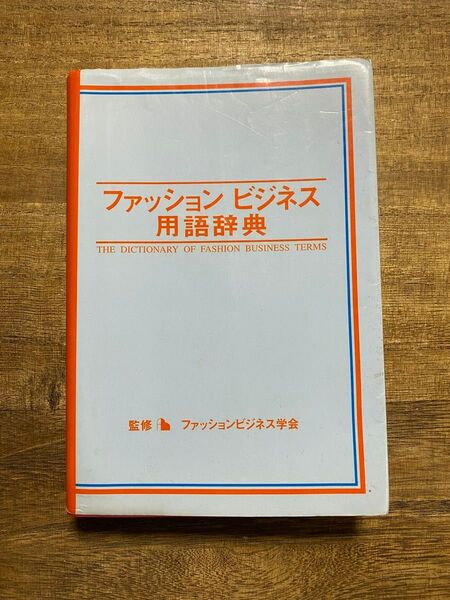 ファッション ビジネス
用語辞典
THE DICTIONARY OF FASHION BUSINESS TERMS
監修 ファッションビジネス学会